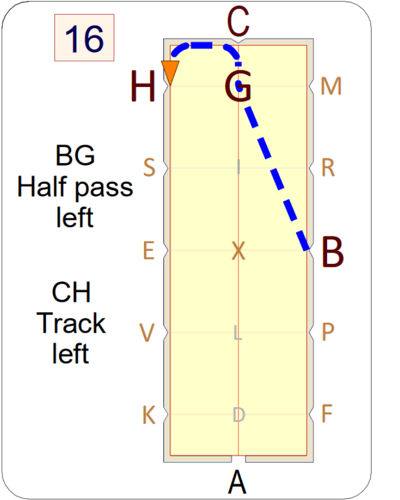 16
C
H G M
BG
Half pass
left
S I R
E X B
CH
Track
left
V L P
K D F
A